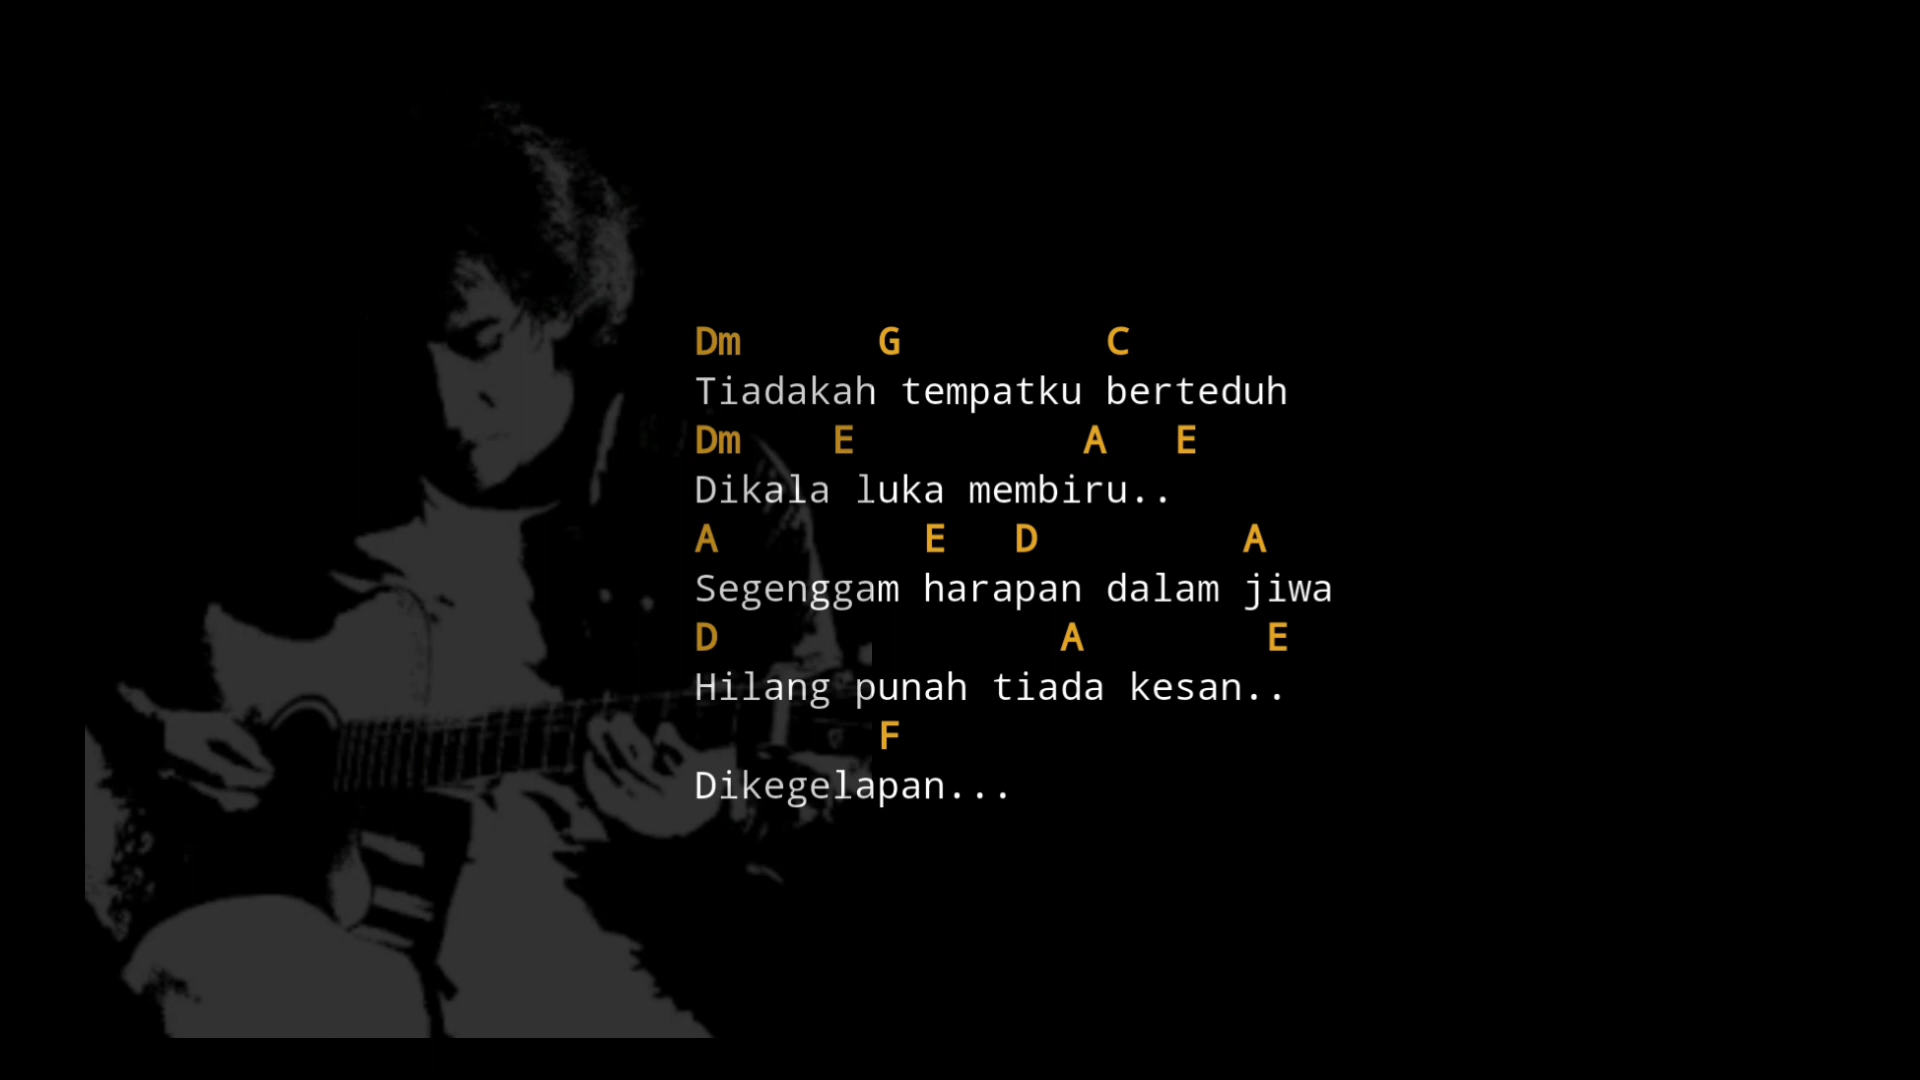 Dm      G         C
Tiadakah tempatku berteduh
Dm    E          A   E
Dikala luka membiru..
A         E   D         A
Segenggam harapan dalam jiwa
D               A        E
Hilang punah tiada kesan..
        F
Dikegelapan...